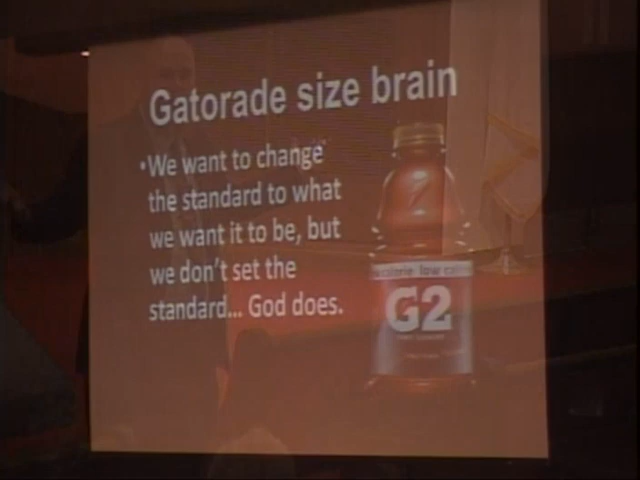 Gatorade size brain
•We want to change
the standard to what
we want it to be, but
we don't set the
standard... God does.
G2